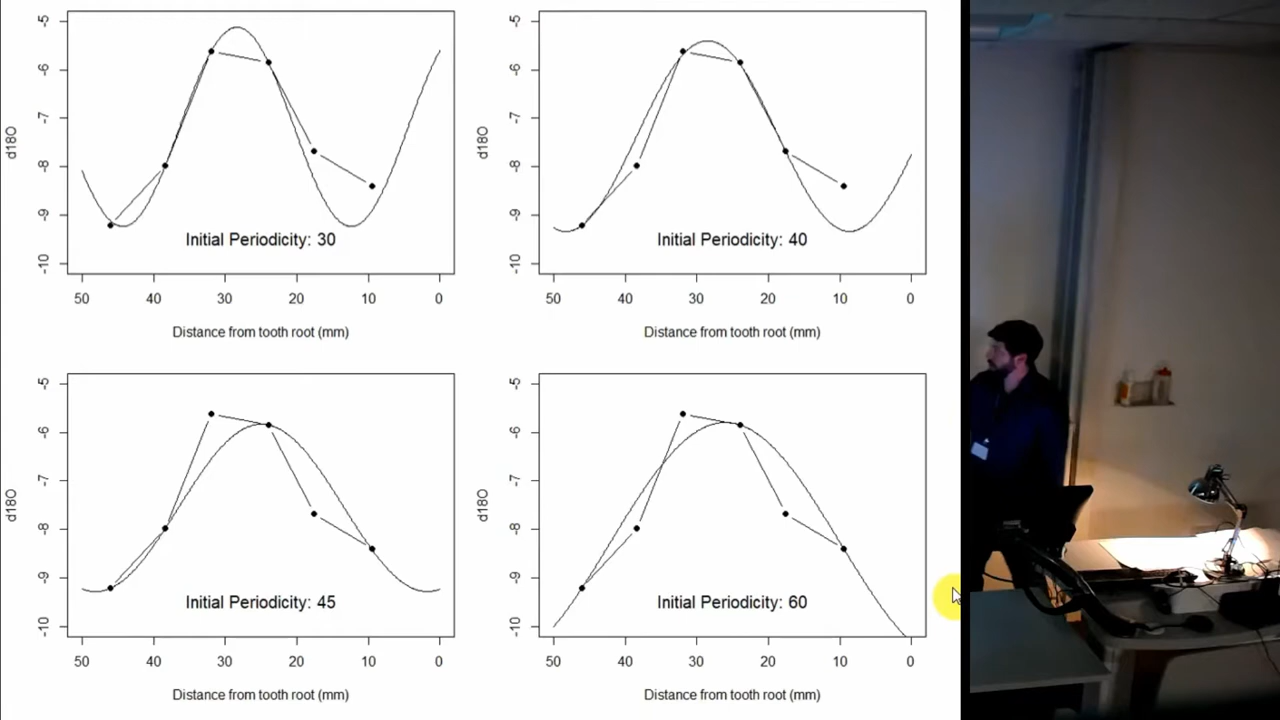 -5
-6
-7
-8
-9
-10
d18O
Initial Periodicity: 30
50 40 30 20 10 0
Distance from tooth root (mm)
-5
-6
-7
-8
-9
-10
d18O
Initial Periodicity: 40
50 40 30 20 10 0
Distance from tooth root (mm)
-5
-6
-7
-8
-9
-10
d18O
Initial Periodicity: 45
50 40 30 20 10 0
Distance from tooth root (mm)
-5
-6
-7
-8
-9
-10
d18O
Initial Periodicity: 60
50 40 30 20 10 0
Distance from tooth root (mm)